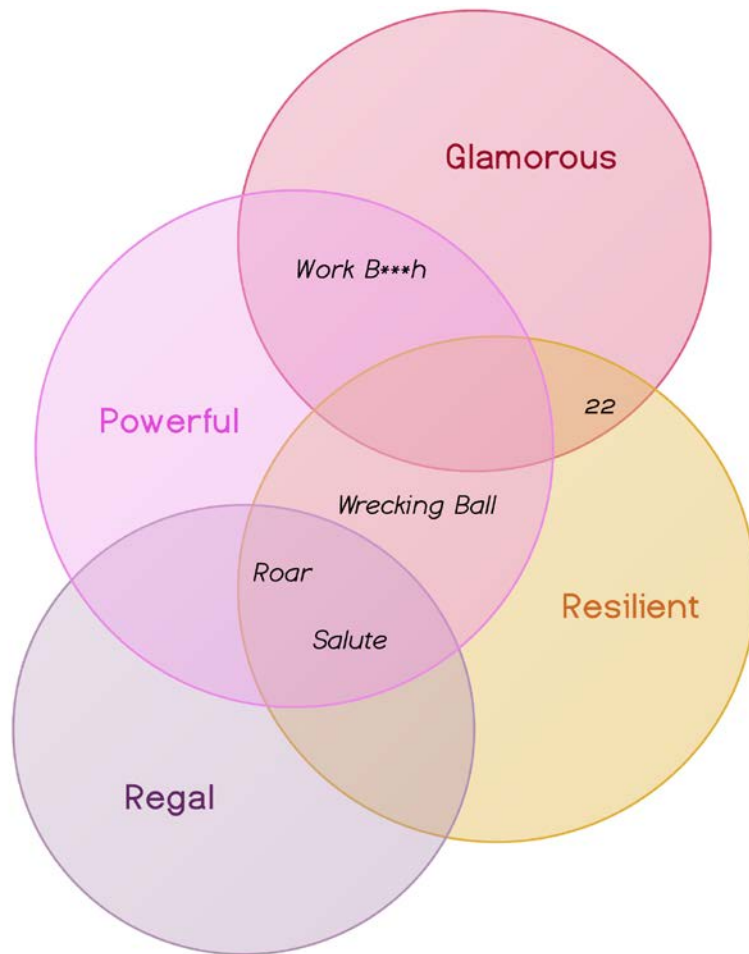 Glamorous
Work B***h
22
Powerful
Wrecking Ball
Roar
Resilient
Salute
Regal